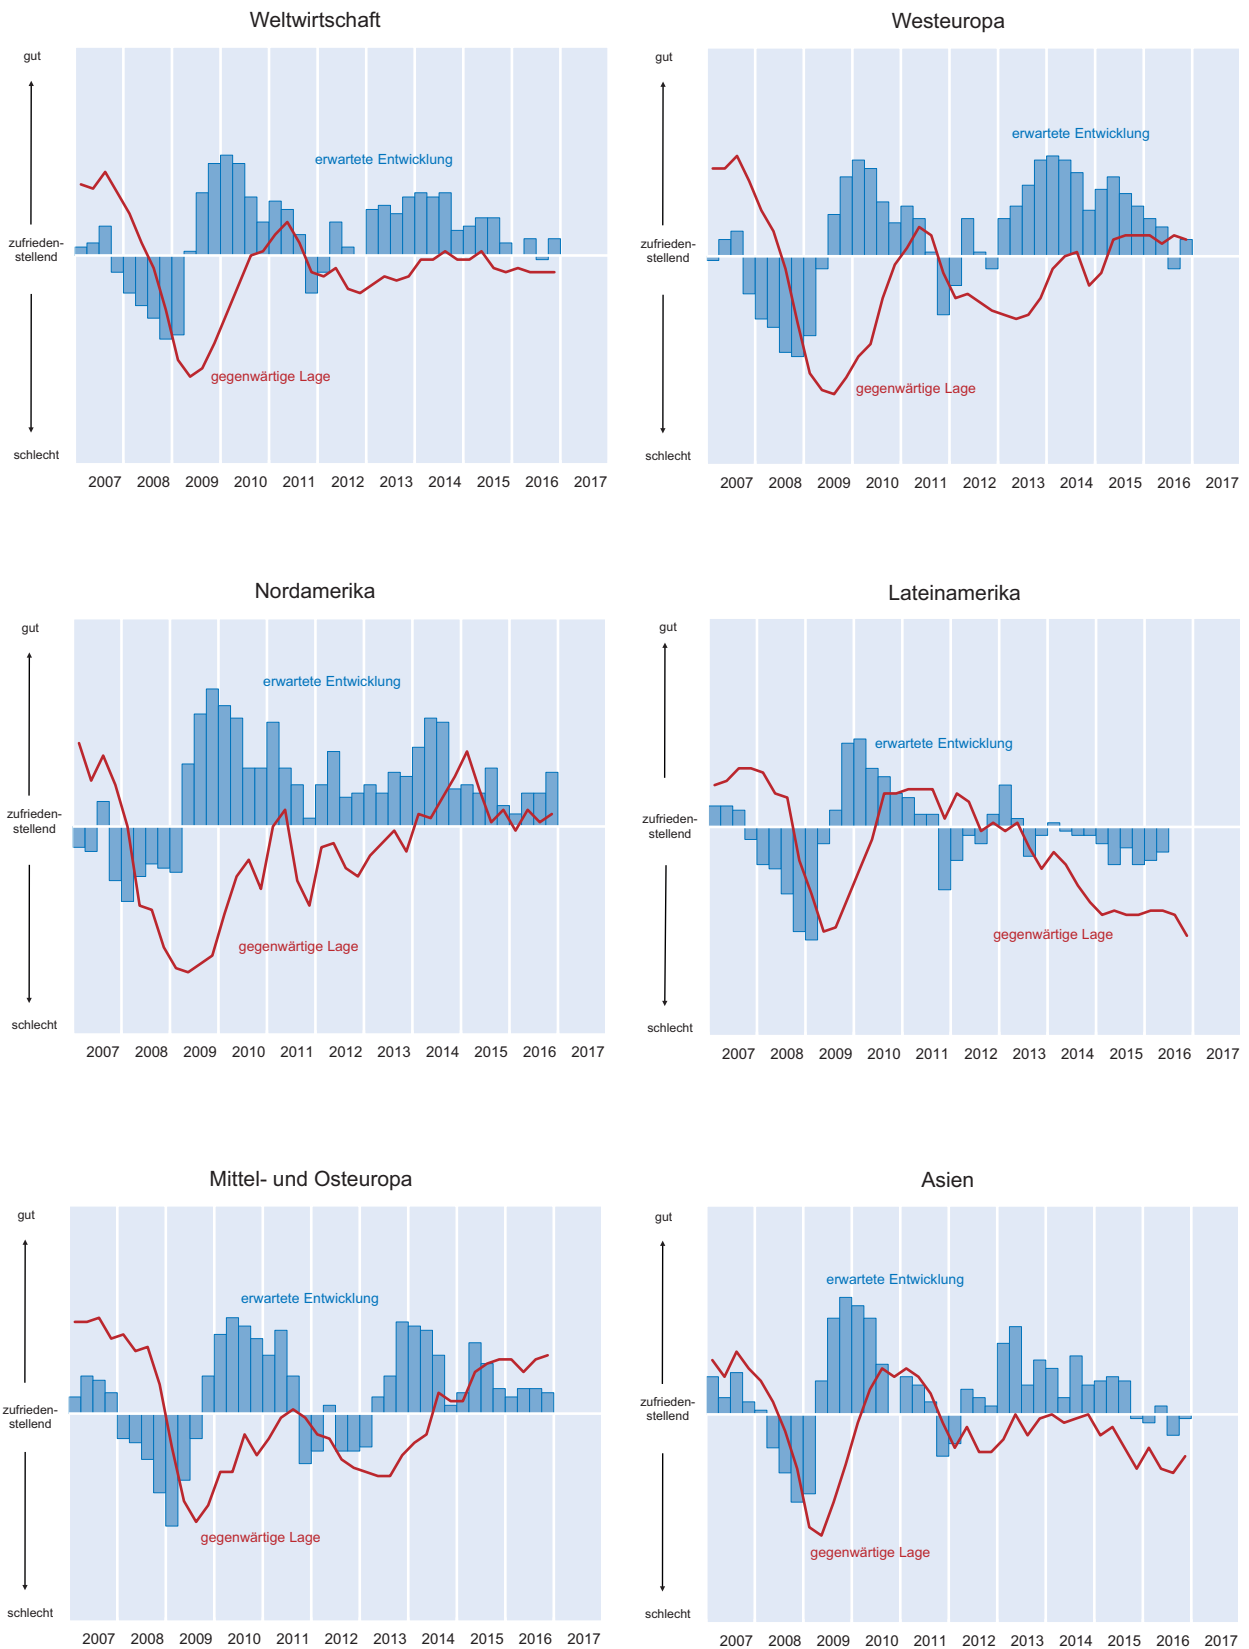 Weltwirtschaft
gut
erwartete Entwicklung
zufrieden-
stellend
gegenwärtige Lage
schlecht
2007 2008 2009 2010 2011 2012 2013 2014 2015 2016 2017
Westeuropa
gut
erwartete Entwicklung
zufrieden-
stellend
gegenwärtige Lage
schlecht
2007 2008 2009 2010 2011 2012 2013 2014 2015 2016 2017
Nordamerika
gut
erwartete Entwicklung
zufrieden-
stellend
gegenwärtige Lage
schlecht
2007 2008 2009 2010 2011 2012 2013 2014 2015 2016 2017
Lateinamerika
gut
erwartete Entwicklung
zufrieden-
stellend
gegenwärtige Lage
schlecht
2007 2008 2009 2010 2011 2012 2013 2014 2015 2016 2017
Mittel- und Osteuropa
gut
erwartete Entwicklung
zufrieden-
stellend
gegenwärtige Lage
schlecht
2007 2008 2009 2010 2011 2012 2013 2014 2015 2016 2017
Asien
gut
erwartete Entwicklung
zufrieden-
stellend
gegenwärtige Lage
schlecht
2007 2008 2009 2010 2011 2012 2013 2014 2015 2016 2017